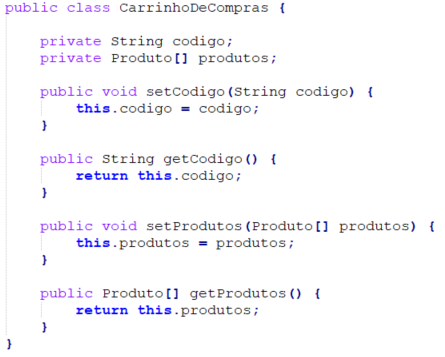 public class CarrinhoDeCompras {
private String codigo;
private Produto[] produtos;
public void setCodigo(String codigo) {
this.codigo = codigo;
}
public String getCodigo() {
return this.codigo;
}
public void setProdutos(Produto[] produtos) {
this.produtos = produtos;
}
public Produto[] getProdutos() {
return this.produtos;
}
}